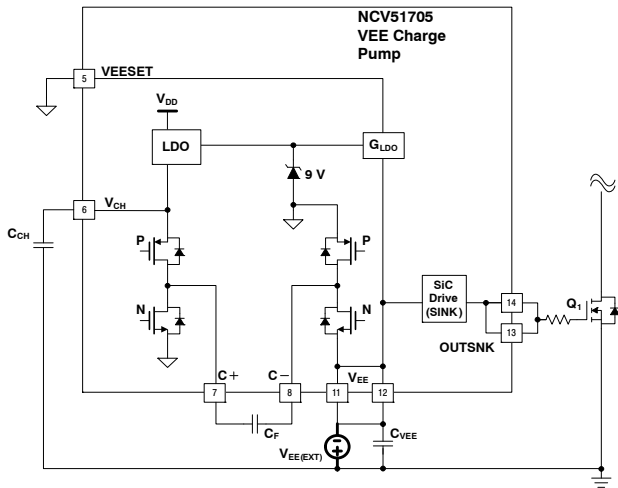 NCV51705
VEE Charge
Pump
5
VEESET
VDD
LDO
GLDO
9 V
6
VCH
CCH
P
P
N
N
SiC
Drive
(SINK)
14
13
Q1
OUTSNK
C+
C−
VEE
7
8
11
12
CF
VEE(EXT)
CVEE